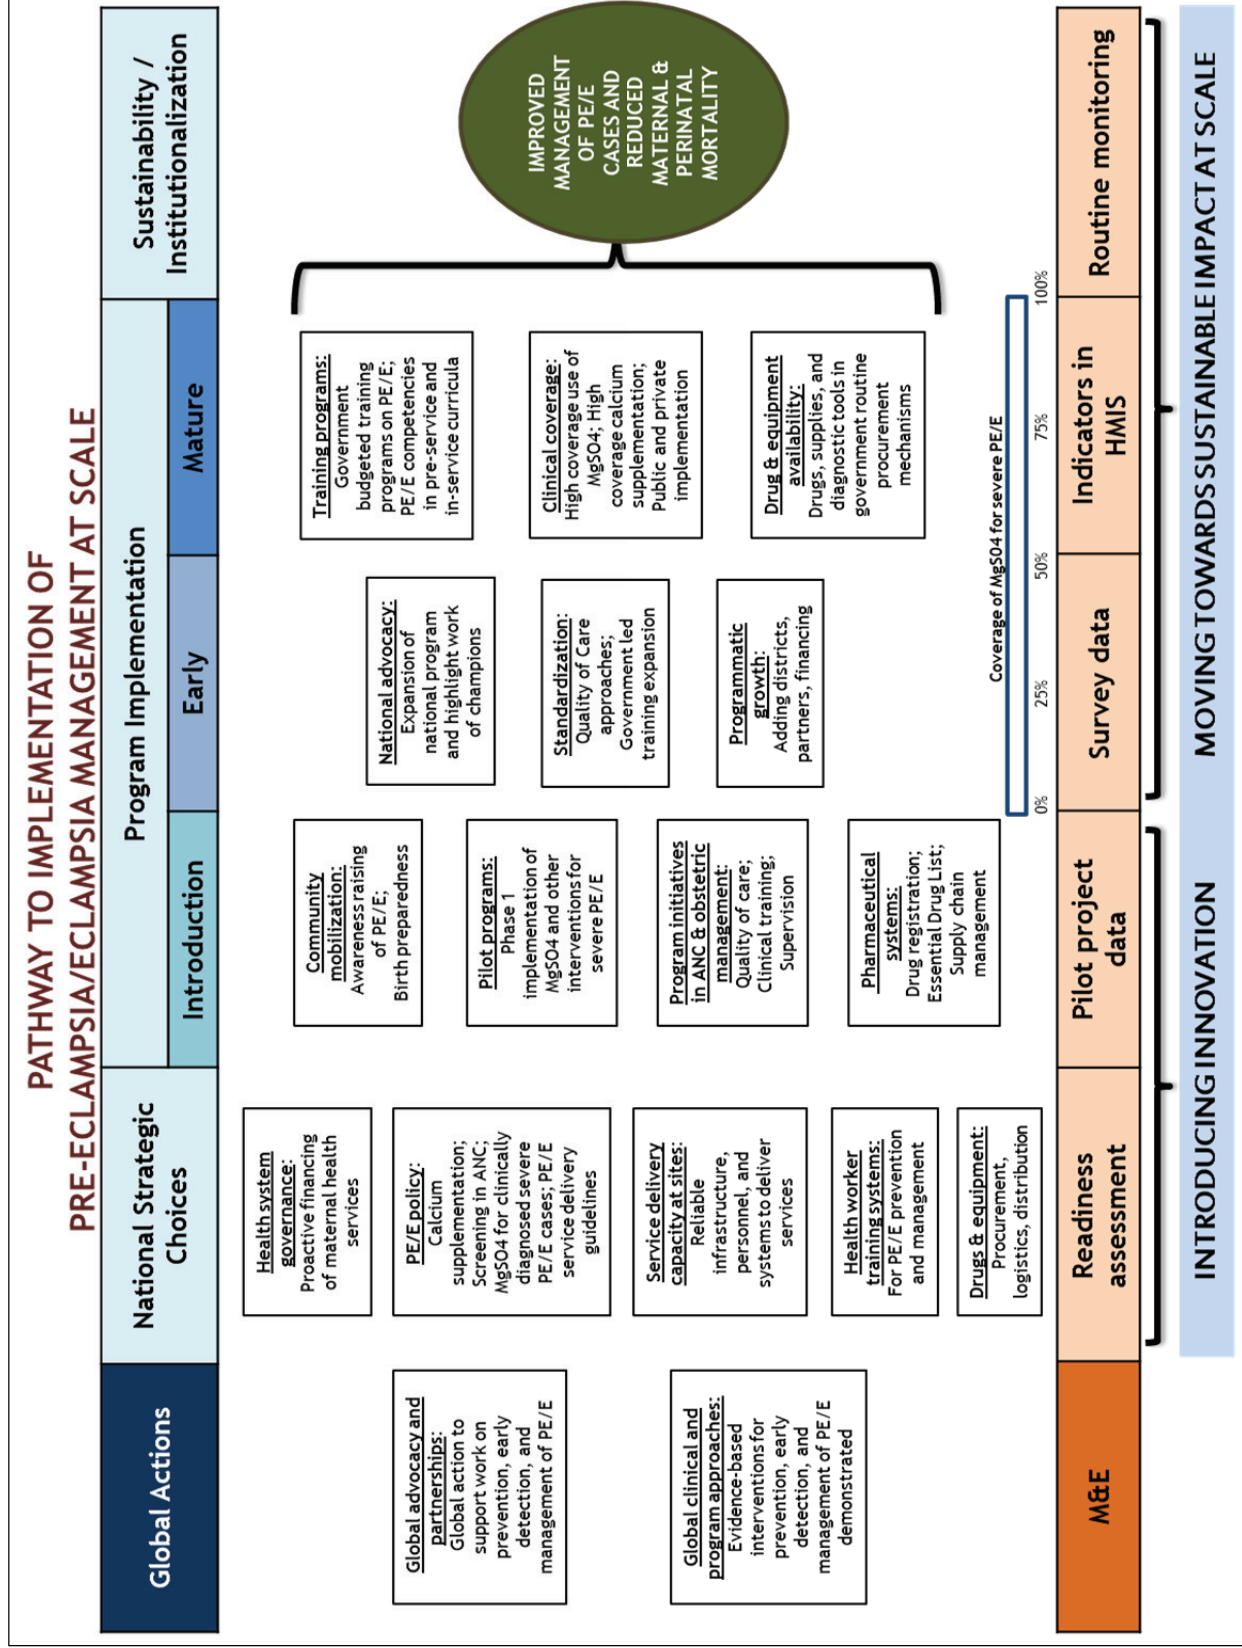 PATHWAY TO IMPLEMENTATION OF
PRE-ECLAMPSIA/ECLAMPSIA MANAGEMENT AT SCALE
Global Actions
National Strategic
Choices
Program Implementation
Introduction
Early
Mature
Sustainability /
Institutionalization
Global advocacy and
partnerships:
Global action to
support work on
prevention, early
detection, and
management of PE/E
Global clinical and
program approaches:
Evidence-based
interventions for
prevention, early
detection, and
management of PE/E
demonstrated
Health system
governance:
Proactive financing
of maternal health
services
PE/E policy:
Calcium
supplementation;
Screening in ANC;
MgSO4 for clinically
diagnosed severe
PE/E cases; PE/E
service delivery
guidelines
Service delivery
capacity at sites:
Reliable
infrastructure,
personnel, and
systems to deliver
services
Health worker
training systems:
For PE/E prevention
and management
Drugs & equipment:
Procurement,
logistics, distribution
Community
mobilization:
Awareness raising
of PE/E;
Birth preparedness
Pilot programs:
Phase 1
implementation of
MgSO4 and other
interventions for
severe PE/E
Program initiatives
in ANC & obstetric
management:
Quality of care;
Clinical training;
Supervision
Pharmaceutical
systems:
Drug registration;
Essential Drug List;
Supply chain
management
National advocacy:
Expansion of
national program
and highlight work
of champions
Standardization:
Quality of Care
approaches;
Government led
training expansion
Programmatic
growth:
Adding districts,
partners, financing
Training programs:
Government
budgeted training
programs on PE/E;
PE/E competencies
in pre-service and
in-service curricula
Clinical coverage:
High coverage use of
MgSO4; High
coverage calcium
supplementation;
Public and private
implementation
Drug & equipment
availability:
Drugs, supplies, and
diagnostic tools in
government routine
procurement
mechanisms
IMPROVED
MANAGEMENT
OF PE/E
CASES AND
REDUCED
MATERNAL &
PERINATAL
MORTALITY
Coverage of MgSO4 for severe PE/E
0% 25% 50% 75% 100%
M&E
Readiness
assessment
Pilot project
data
Survey data
Indicators in
HMIS
Routine monitoring
INTRODUCING INNOVATION
MOVING TOWARDS SUSTAINABLE IMPACT AT SCALE